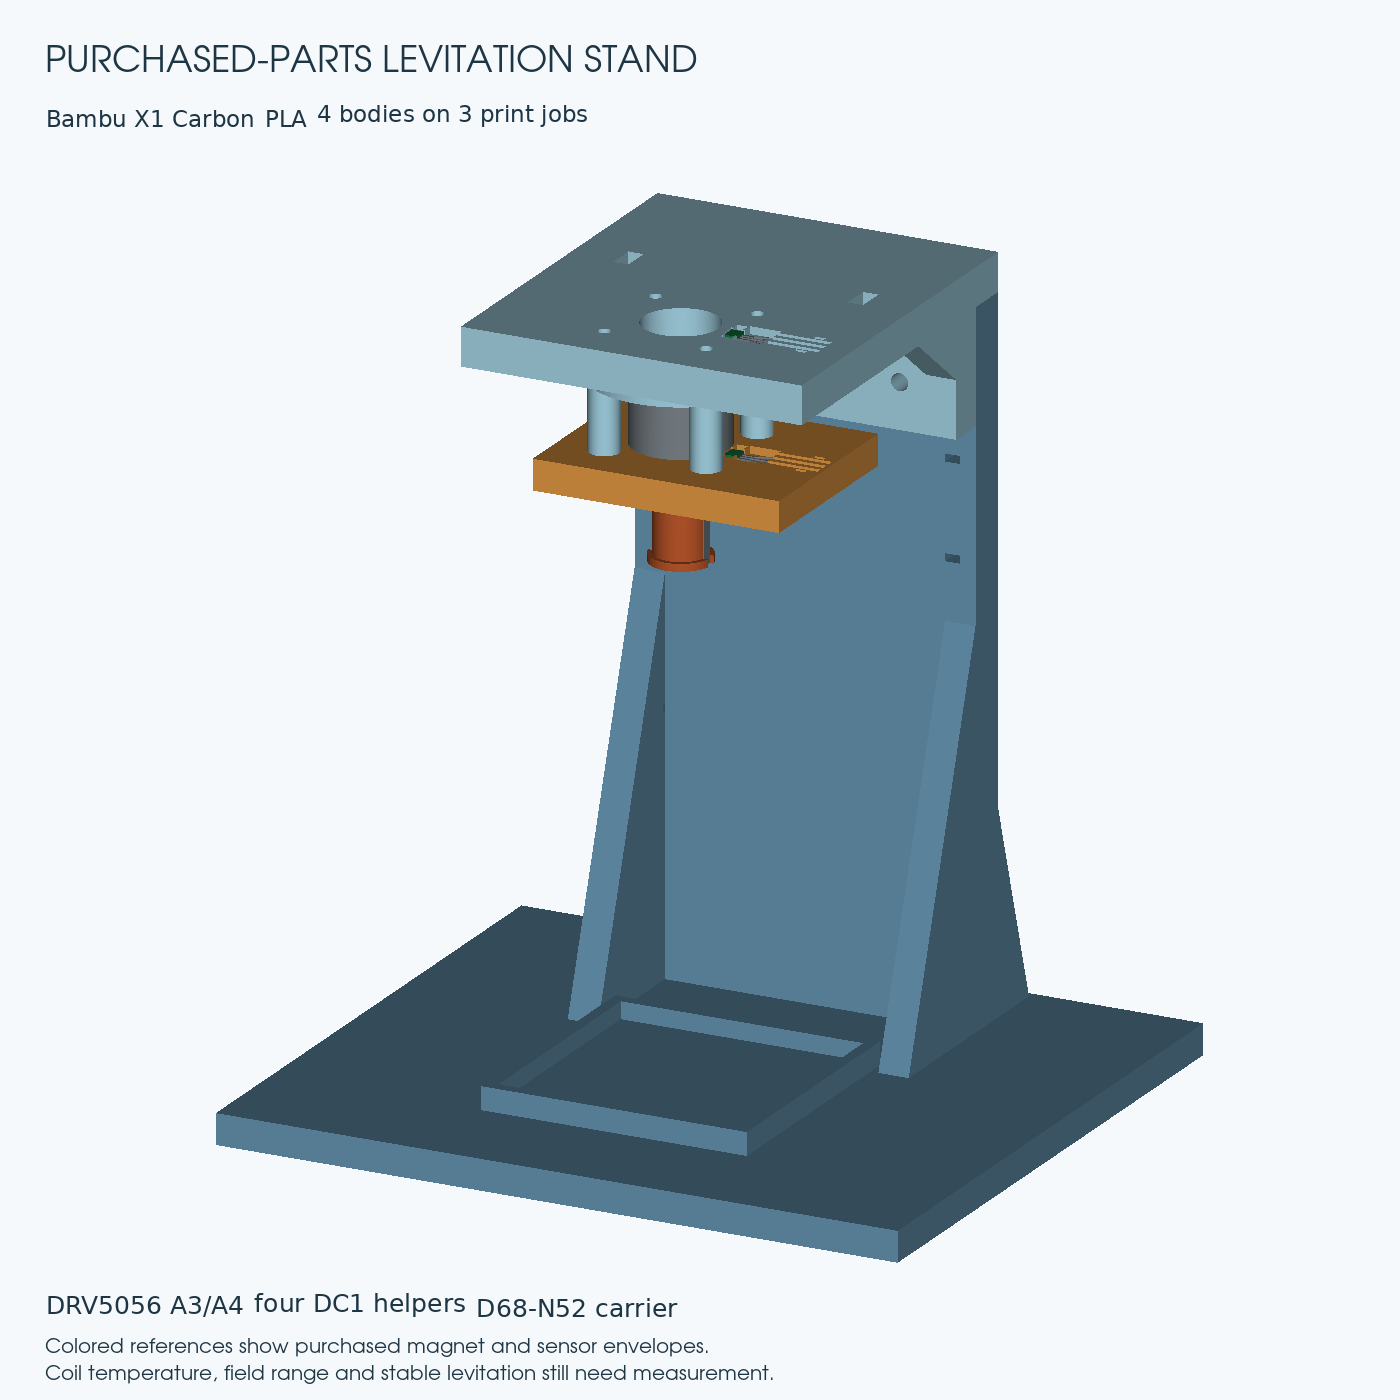 PURCHASED-PARTS LEVITATION STAND
Bambu X1 Carbon PLA 4 bodies on 3 print jobs
DRV5056 A3/A4 four DC1 helpers D68-N52 carrier
Colored references show purchased magnet and sensor envelopes.
Coil temperature, field range and stable levitation still need measurement.